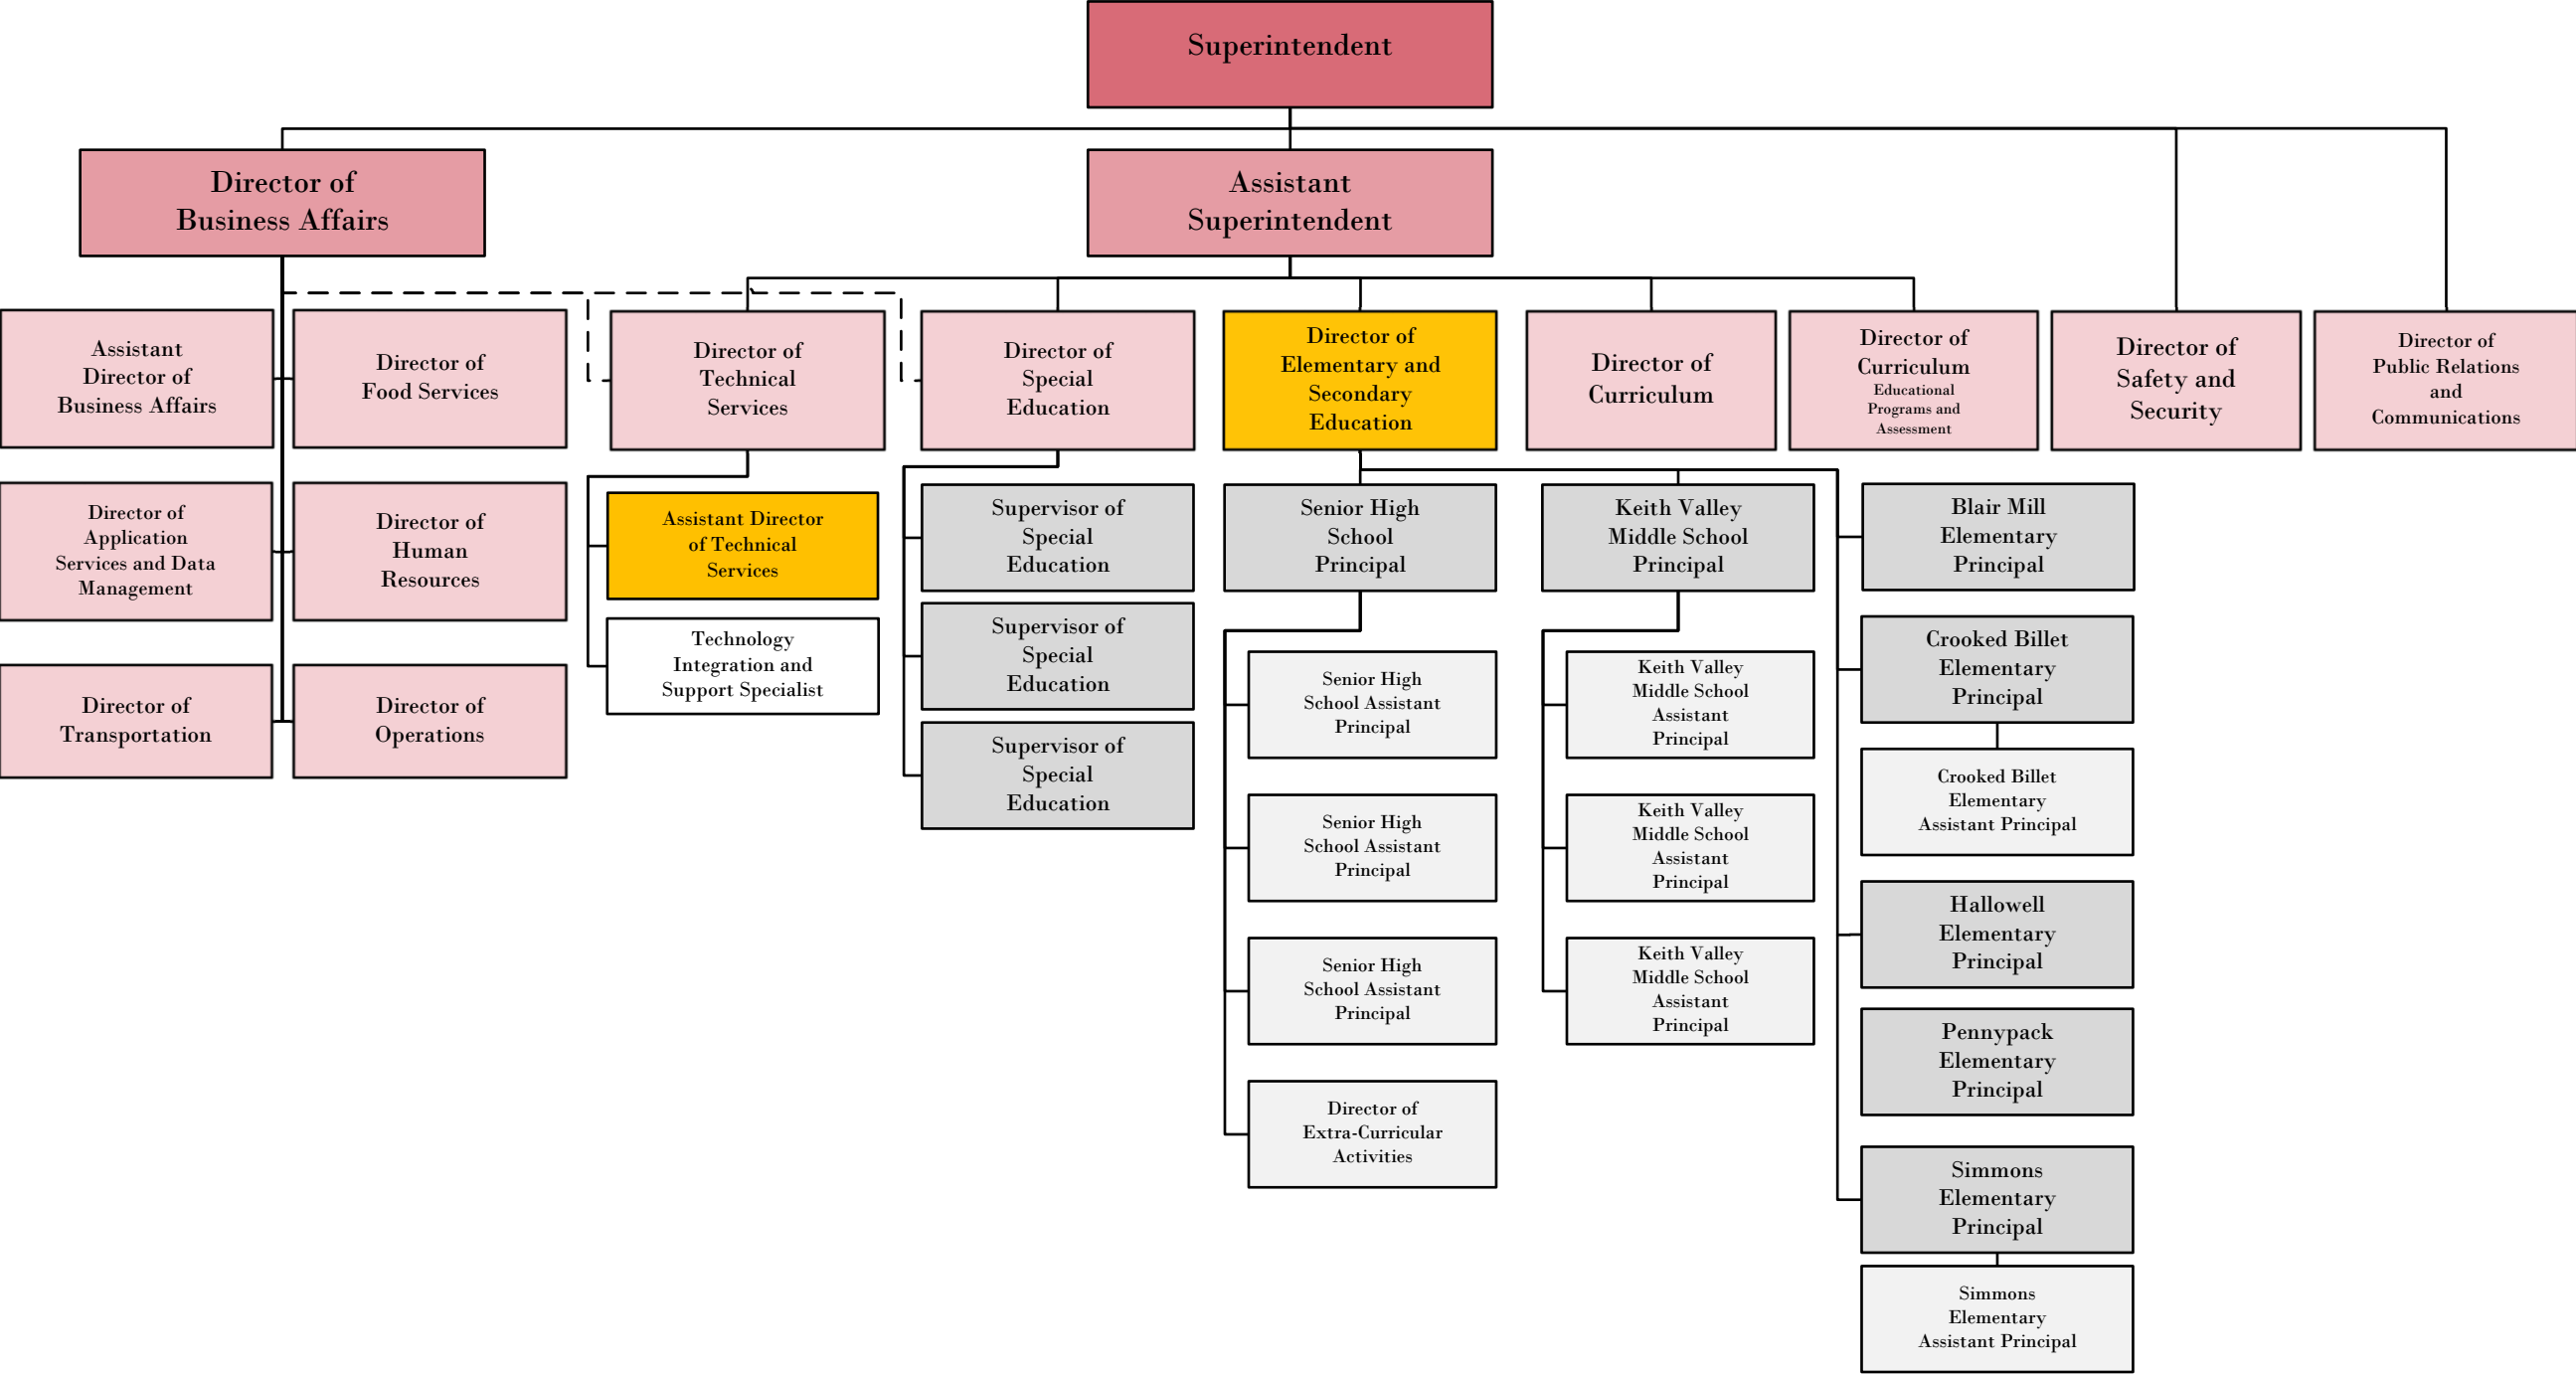 Superintendent
Director of
Business Affairs
Assistant
Superintendent
Assistant
Director of
Business Affairs
Director of
Food Services
Director of
Technical
Services
Director of
Special
Education
Director of
Elementary and
Secondary
Education
Director of
Curriculum
Director of
Curriculum
Educational
Programs and
Assessment
Director of
Safety and
Security
Director of
Public Relations
and
Communications
Director of
Application
Services and Data
Management
Director of
Human
Resources
Director of
Transportation
Director of
Operations
Assistant Director
of Technical
Services
Technology
Integration and
Support Specialist
Supervisor of
Special
Education
Supervisor of
Special
Education
Supervisor of
Special
Education
Senior High
School
Principal
Senior High
School Assistant
Principal
Senior High
School Assistant
Principal
Senior High
School Assistant
Principal
Director of
Extra-Curricular
Activities
Keith Valley
Middle School
Principal
Keith Valley
Middle School
Assistant
Principal
Keith Valley
Middle School
Assistant
Principal
Keith Valley
Middle School
Assistant
Principal
Blair Mill
Elementary
Principal
Crooked Billet
Elementary
Principal
Crooked Billet
Elementary
Assistant Principal
Hallowell
Elementary
Principal
Pennypack
Elementary
Principal
Simmons
Elementary
Principal
Simmons
Elementary
Assistant Principal